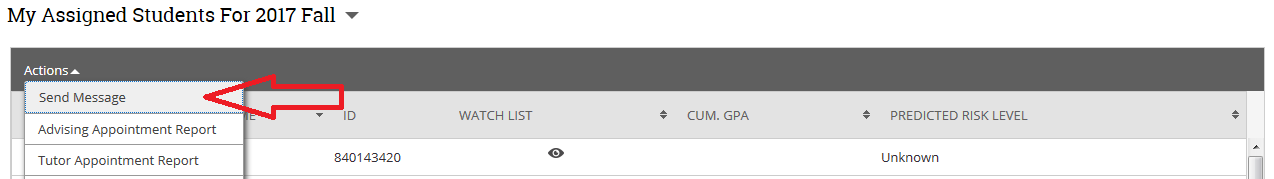 My Assigned Students For 2017 Fall
Actions
Send Message
ID WATCH LIST CUM. GPA PREDICTED RISK LEVEL
Advising Appointment Report
840143420 Unknown
Tutor Appointment Report